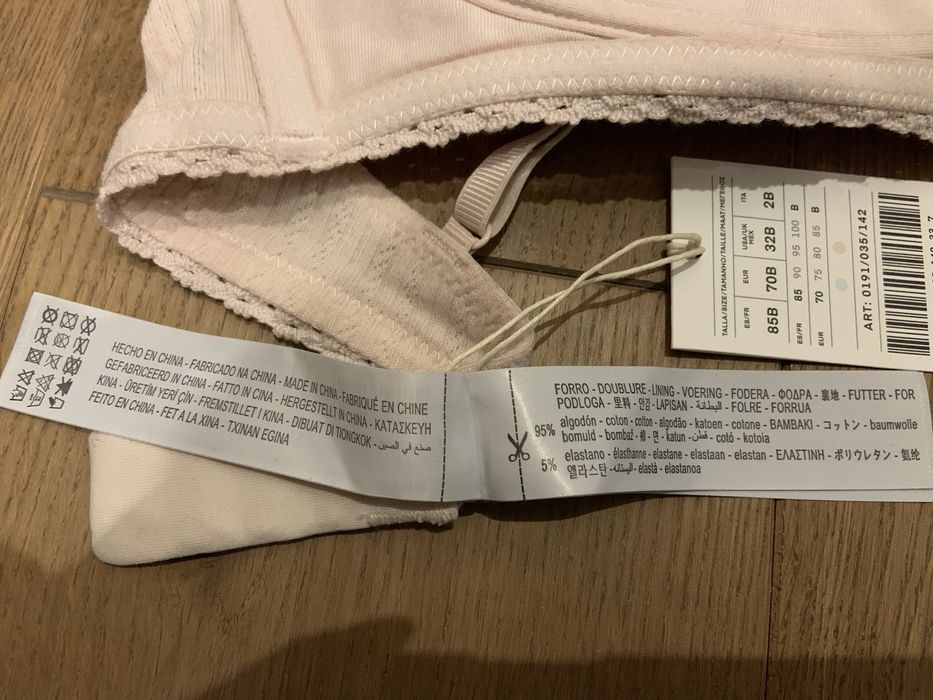 HECHO EN CHINA - FABRICADO NA CHINA - MADE IN CHINA - FABRIQUÉ EN CHINE
GEFABRICEERD IN CHINA - FATTO IN CINA - HERGESTELLT IN CHINA - ΚΑΤΑΣΚΕΥΗ
ΚΙΝΑ - ÜRETİM YERİ ÇİN - FREMSTILLET I KINA - DIBUAT DI TIONGKOK - صنع في الصين
FEITO EN CHINA - FET A LA XINA - TXINAN EGINA
FORRO - DOUBLURE - LINING - VOERING - FODERA - ΦΟΔΡΑ - 裏地 - FUTTER - FOR
PODLOGA - 里料 - 안감 - LAPISAN - البطانة - FOLRE - FORRUA
95% algodón - coton - cotton - algodão - katoen - cotone - ΒΑΜΒΑΚΙ - コットン - baumwolle
bomuld - bombaž - 棉 - 면 - katun - قطن - cotó - kotoia
5% elastano - élasthanne - elastane - elastaan - elastan - ΕΛΑΣΤΙΝΗ - ポリウレタン - 氨纶
엘라스탄 - الیستانه - elastà - elastanoa
TALLA/SIZE/TAMANHO/TAILLE/MAAT/ΜΕΓΕΘΟΣ
ES/FR EUR USA/UK MEX ITA
85B 70B 32B 2B
ES/FR 85 90 95 100 B
EUR 70 75 80 85 B
ART: 0191/035/142